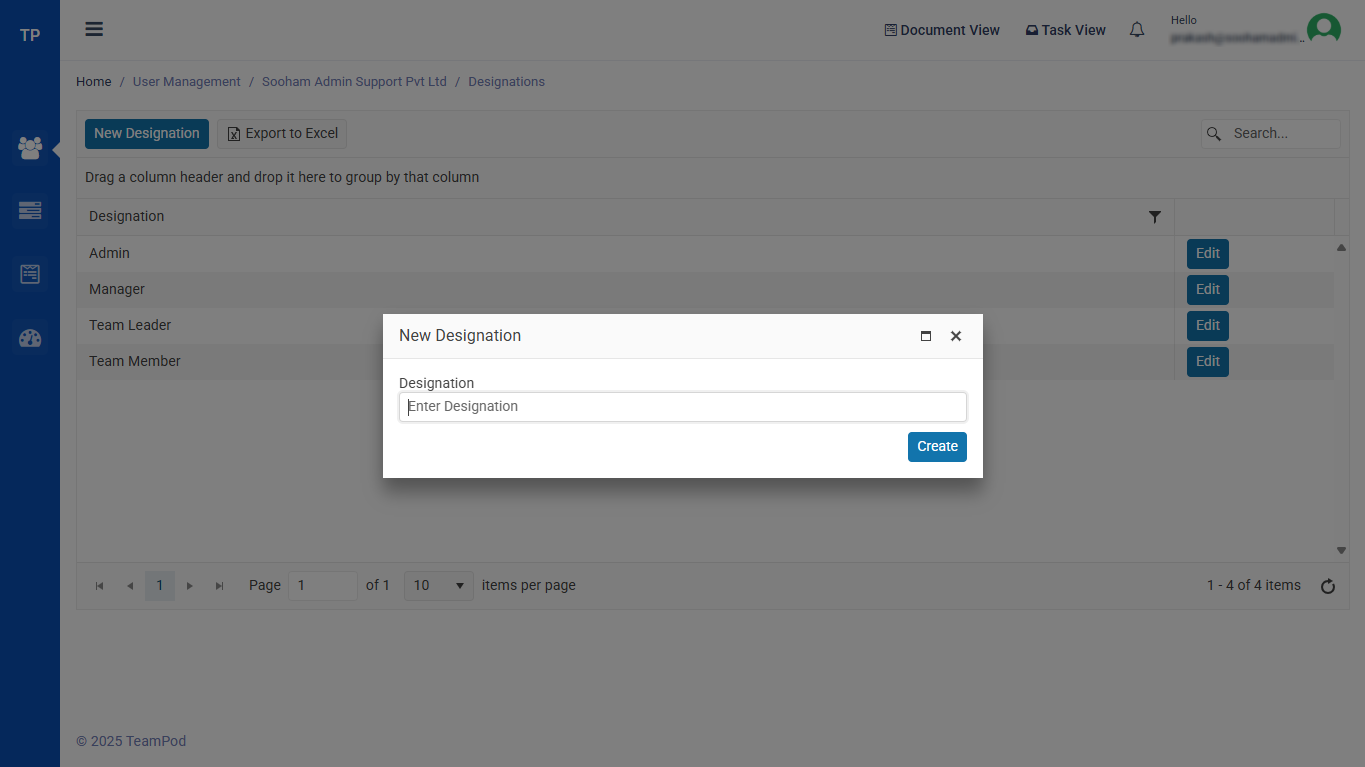 TP
Document View
Task View
Hello
Home / User Management / Sooham Admin Support Pvt Ltd / Designations
New Designation
Export to Excel
Search...
Drag a column header and drop it here to group by that column
Designation
Admin
Edit
Manager
Edit
Team Leader
Edit
Team Member
Edit
New Designation
Designation
Enter Designation
Create
1
Page
1
of 1
10
items per page
1 - 4 of 4 items
© 2025 TeamPod